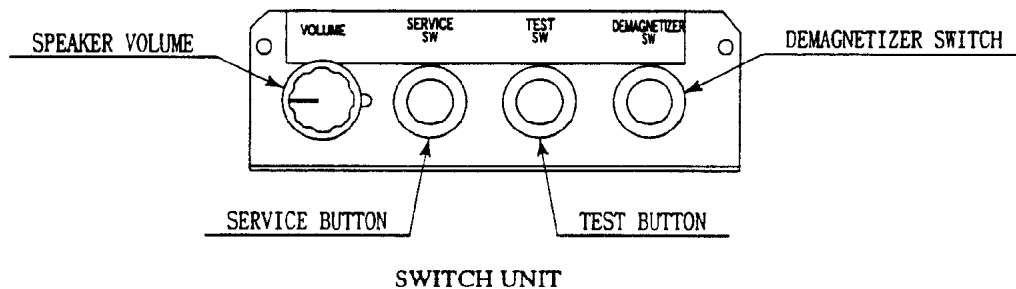 VOLUME
SERVICE
SW
TEST
SW
DEMAGNETIZER
SW
SPEAKER VOLUME
DEMAGNETIZER SWITCH
SERVICE BUTTON
TEST BUTTON
SWITCH UNIT